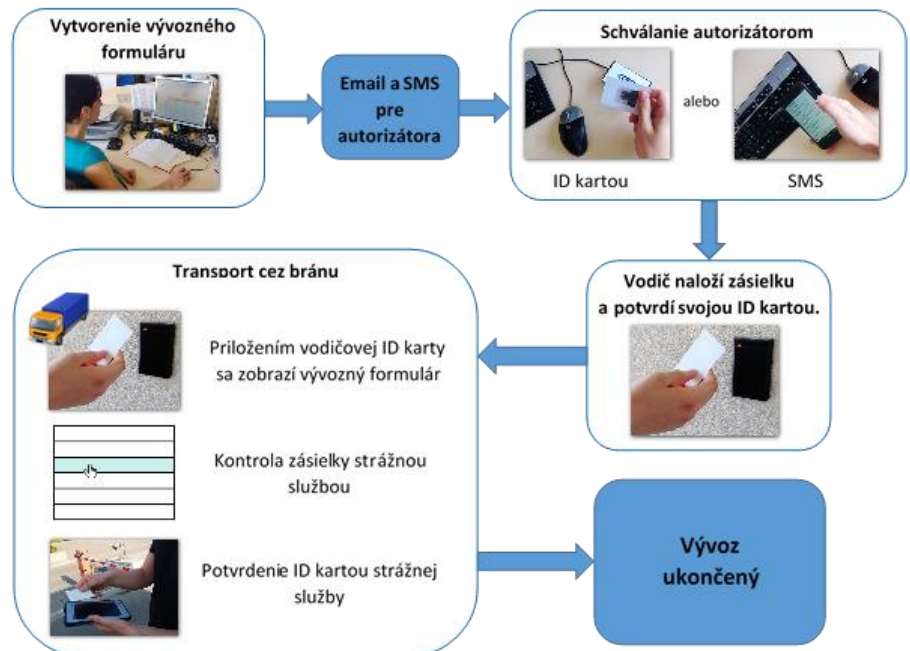 Vytvorenie vývozného
formuláru
Email a SMS
pre
autorizátora
Schválanie autorizátorom
alebo
ID kartou
SMS
Vodič naloží zásielku
a potvrdí svojou ID kartou.
Transport cez bránu
Priložením vodičovej ID karty
sa zobrazí vývozný formulár
Kontrola zásielky strážnou
službou
Potvrdenie ID kartou strážnej
služby
Vývoz
ukončený